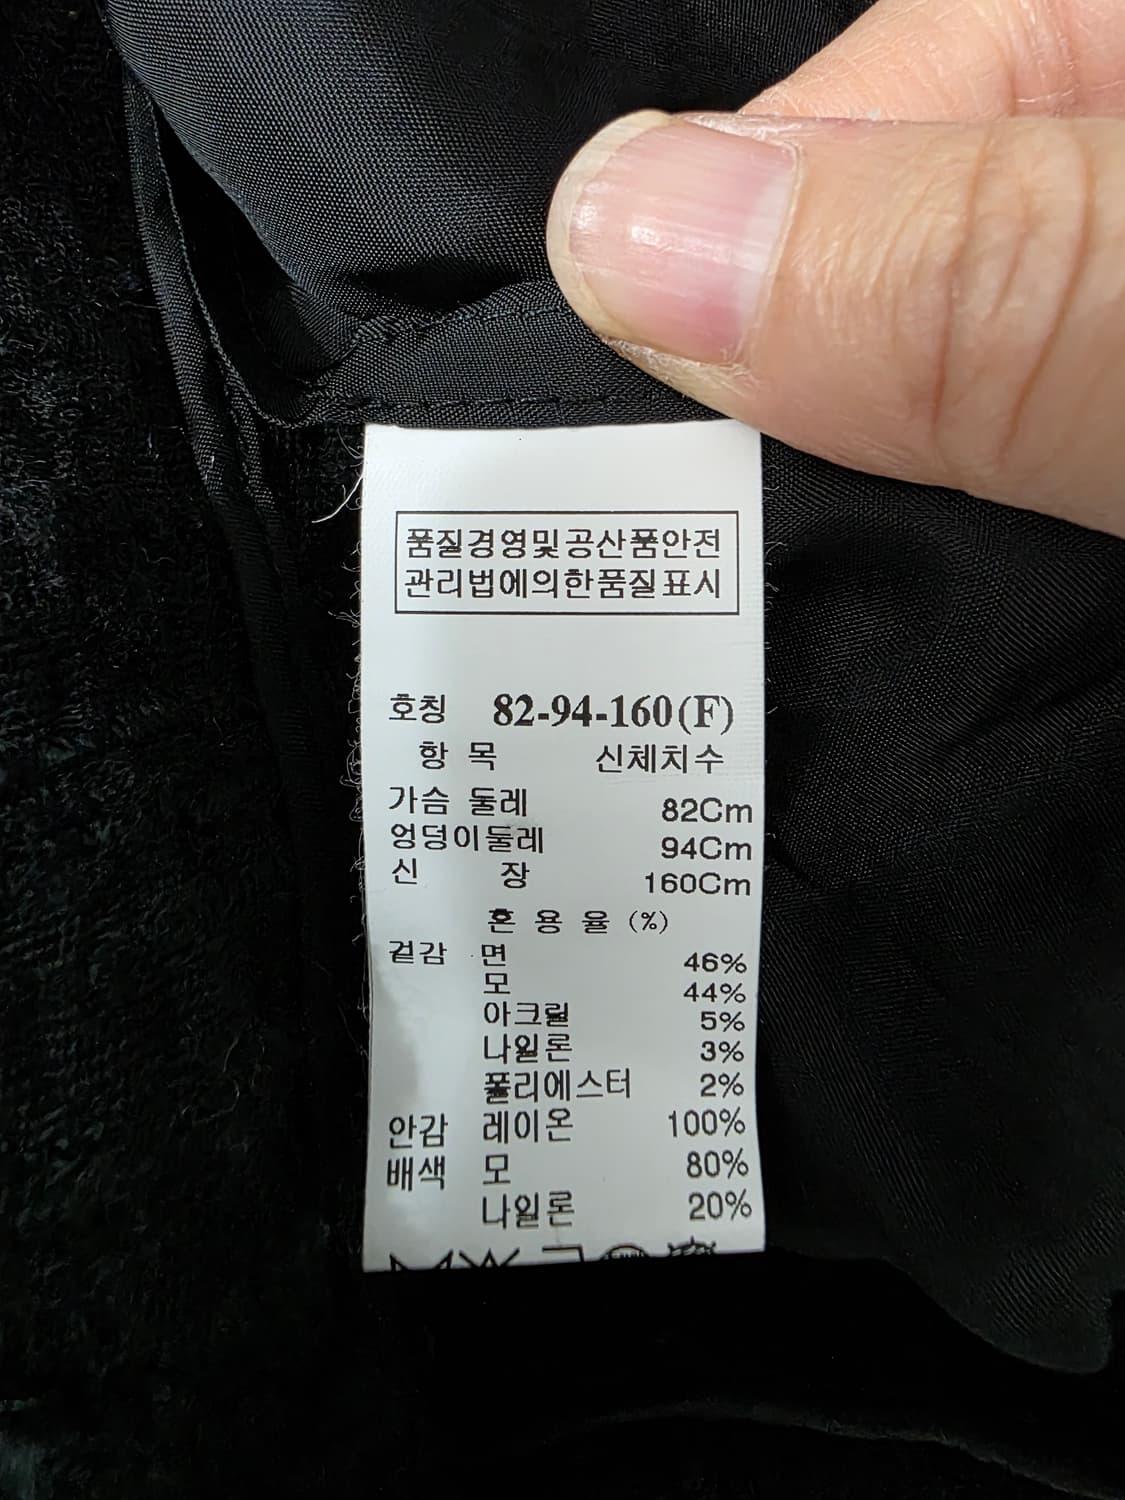 품질경영및공산품안전
관리법에의한품질표시
호칭 82-94-160(F)
항 목 신체치수
가슴 둘레 82Cm
엉덩이둘레 94Cm
신 장 160Cm
혼 용 율 (%)
겉감 면 46%
모 44%
아크릴 5%
나일론 3%
폴리에스터 2%
안감 레이온 100%
배색 모 80%
나일론 20%